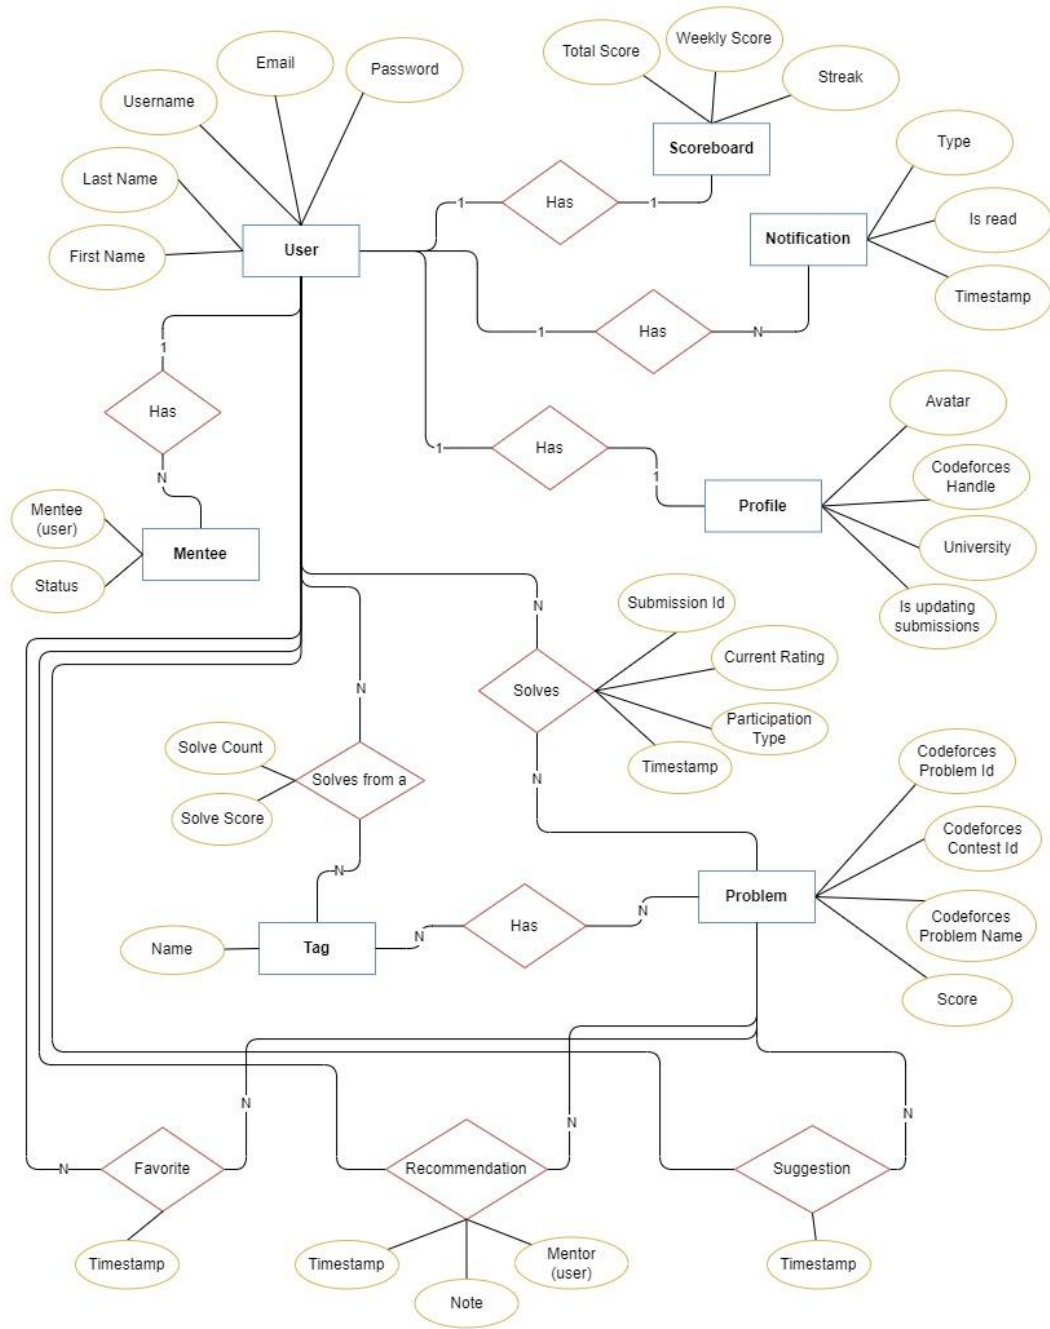 Email
Password
Username
Last Name
First Name
User
Total Score
Weekly Score
Streak
Scoreboard
Type
Is read
Timestamp
Notification
1
Has
1
1
Has
N
1
Has
1
Avatar
Codeforces
Handle
University
Is updating
submissions
Profile
1
Has
N
Mentee
(user)
Status
Mentee
N
Solves
N
Submission Id
Current Rating
Participation
Type
Timestamp
N
Solve Count
Solve Score
Solves from a
N
Name
Tag
N
Has
N
Problem
Codeforces
Problem Id
Codeforces
Contest Id
Codeforces
Problem Name
Score
N
Favorite
N
Timestamp
Recommendation
N
Timestamp
Note
Mentor
(user)
Suggestion
N
Timestamp